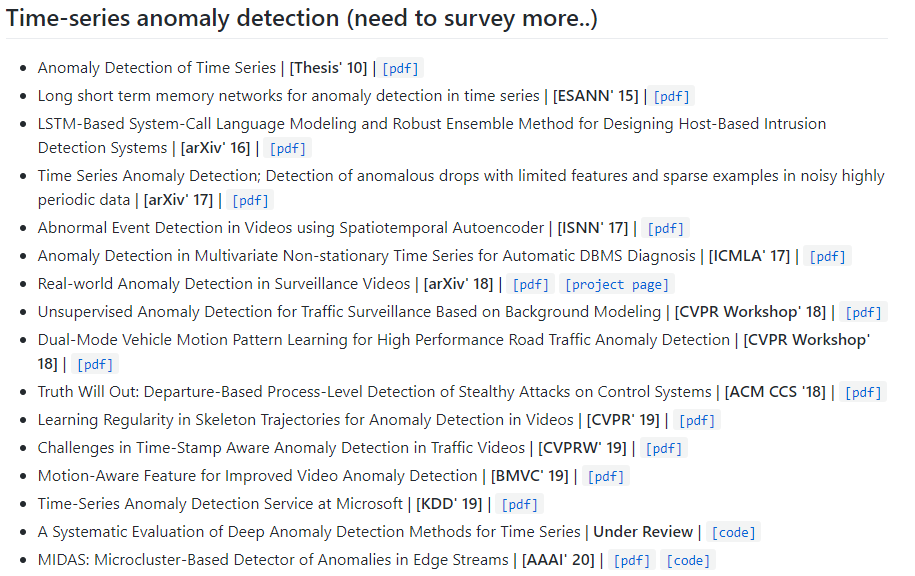 Time-series anomaly detection (need to survey more..)
Anomaly Detection of Time Series | [Thesis' 10] | [pdf]
Long short term memory networks for anomaly detection in time series | [ESANN' 15] | [pdf]
LSTM-Based System-Call Language Modeling and Robust Ensemble Method for Designing Host-Based Intrusion
Detection Systems | [arXiv' 16] | [pdf]
Time Series Anomaly Detection; Detection of anomalous drops with limited features and sparse examples in noisy highly
periodic data | [arXiv' 17] | [pdf]
Abnormal Event Detection in Videos using Spatiotemporal Autoencoder | [ISNN' 17] | [pdf]
Anomaly Detection in Multivariate Non-stationary Time Series for Automatic DBMS Diagnosis | [ICMLA' 17] | [pdf]
Real-world Anomaly Detection in Surveillance Videos | [arXiv' 18] | [pdf] [project page]
Unsupervised Anomaly Detection for Traffic Surveillance Based on Background Modeling | [CVPR Workshop' 18] | [pdf]
Dual-Mode Vehicle Motion Pattern Learning for High Performance Road Traffic Anomaly Detection | [CVPR Workshop'
18] | [pdf]
Truth Will Out: Departure-Based Process-Level Detection of Stealthy Attacks on Control Systems | [ACM CCS '18] | [pdf]
Learning Regularity in Skeleton Trajectories for Anomaly Detection in Videos | [CVPR' 19] | [pdf]
Challenges in Time-Stamp Aware Anomaly Detection in Traffic Videos | [CVPRW' 19] | [pdf]
Motion-Aware Feature for Improved Video Anomaly Detection | [BMVC' 19] | [pdf]
Time-Series Anomaly Detection Service at Microsoft | [KDD' 19] | [pdf]
A Systematic Evaluation of Deep Anomaly Detection Methods for Time Series | Under Review | [code]
MIDAS: Microcluster-Based Detector of Anomalies in Edge Streams | [AAAI' 20] | [pdf] [code]